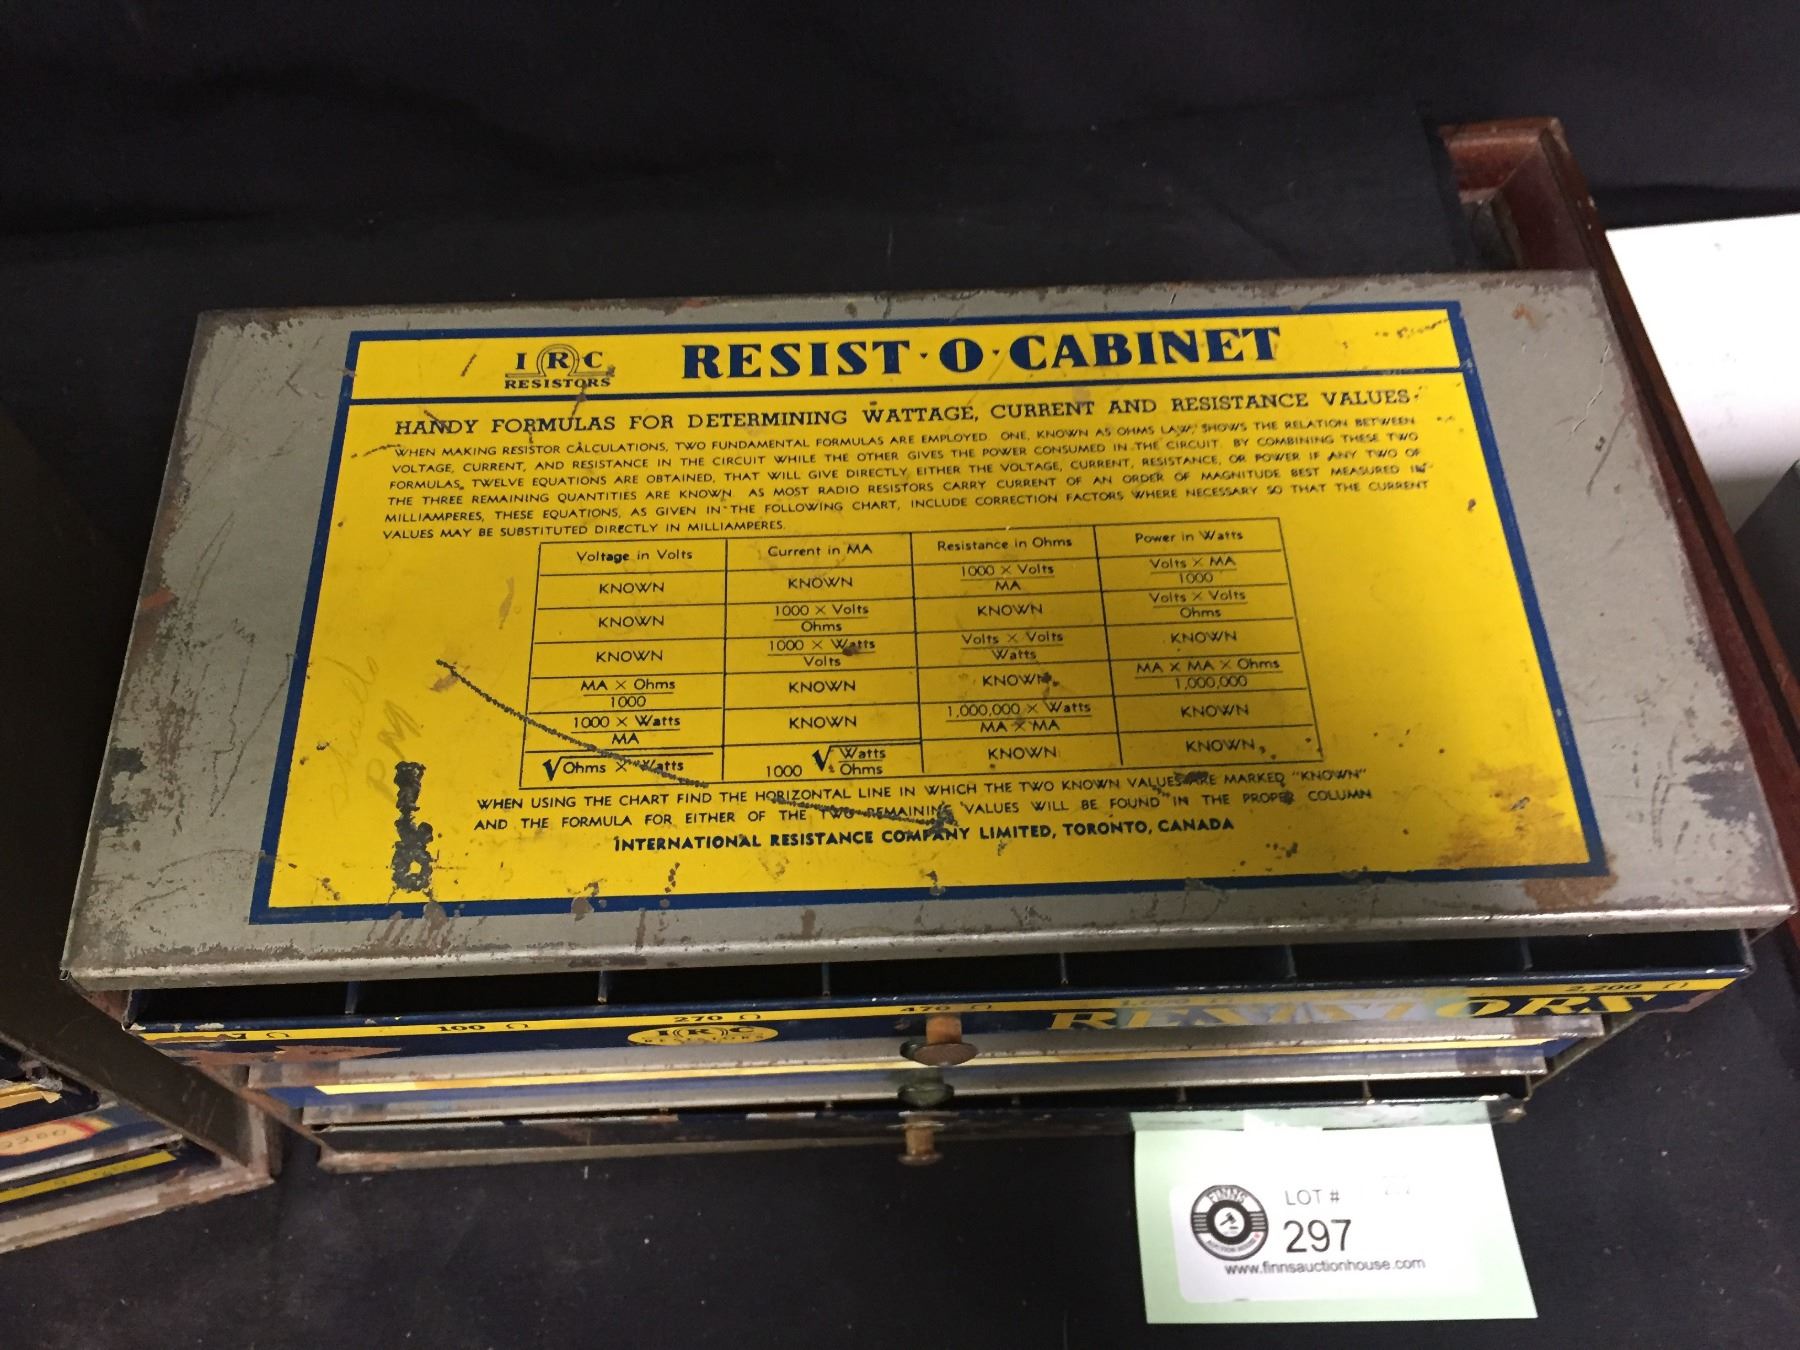 I R C
RESISTORS
RESIST·O·CABINET
HANDY FORMULAS FOR DETERMINING WATTAGE, CURRENT AND RESISTANCE VALUES.
WHEN MAKING RESISTOR CALCULATIONS, TWO FUNDAMENTAL FORMULAS ARE EMPLOYED. ONE, KNOWN AS OHMS LAW, SHOWS THE RELATION BETWEEN
VOLTAGE, CURRENT, AND RESISTANCE IN THE CIRCUIT WHILE THE OTHER GIVES THE POWER CONSUMED IN THE CIRCUIT. BY COMBINING THESE TWO
FORMULAS, TWELVE EQUATIONS ARE OBTAINED, THAT WILL GIVE DIRECTLY EITHER THE VOLTAGE, CURRENT, RESISTANCE, OR POWER IF ANY TWO OF
THE THREE REMAINING QUANTITIES ARE KNOWN. AS MOST RADIO RESISTORS CARRY CURRENT OF AN ORDER OF MAGNITUDE BEST MEASURED IN
MILLIAMPERES, THESE EQUATIONS, AS GIVEN IN THE FOLLOWING CHART, INCLUDE CORRECTION FACTORS WHERE NECESSARY SO THAT THE CURRENT
VALUES MAY BE SUBSTITUTED DIRECTLY IN MILLIAMPERES.
Voltage in Volts Current in MA Resistance in Ohms Power in Watts
KNOWN KNOWN 1000 × Volts / MA Volts × MA / 1000
KNOWN 1000 × Volts / Ohms KNOWN Volts × Volts / Ohms
KNOWN 1000 × Watts / Volts Volts × Volts / Watts KNOWN
MA × Ohms / 1000 KNOWN KNOWN MA × MA × Ohms / 1,000,000
1000 × Watts / MA KNOWN 1,000,000 × Watts / MA × MA KNOWN
√Ohms × Watts 1000 √Watts / Ohms KNOWN KNOWN
WHEN USING THE CHART FIND THE HORIZONTAL LINE IN WHICH THE TWO KNOWN VALUES ARE MARKED "KNOWN"
AND THE FORMULA FOR EITHER OF THE TWO REMAINING VALUES WILL BE FOUND IN THE PROPER COLUMN
INTERNATIONAL RESISTANCE COMPANY LIMITED, TORONTO, CANADA
100 Ω 270 Ω 470 Ω 2,200 Ω
I R C
RESISTORS
RESISTORS
FINNS
AUCTION HOUSE
LOT #
297
www.finnsauctionhouse.com